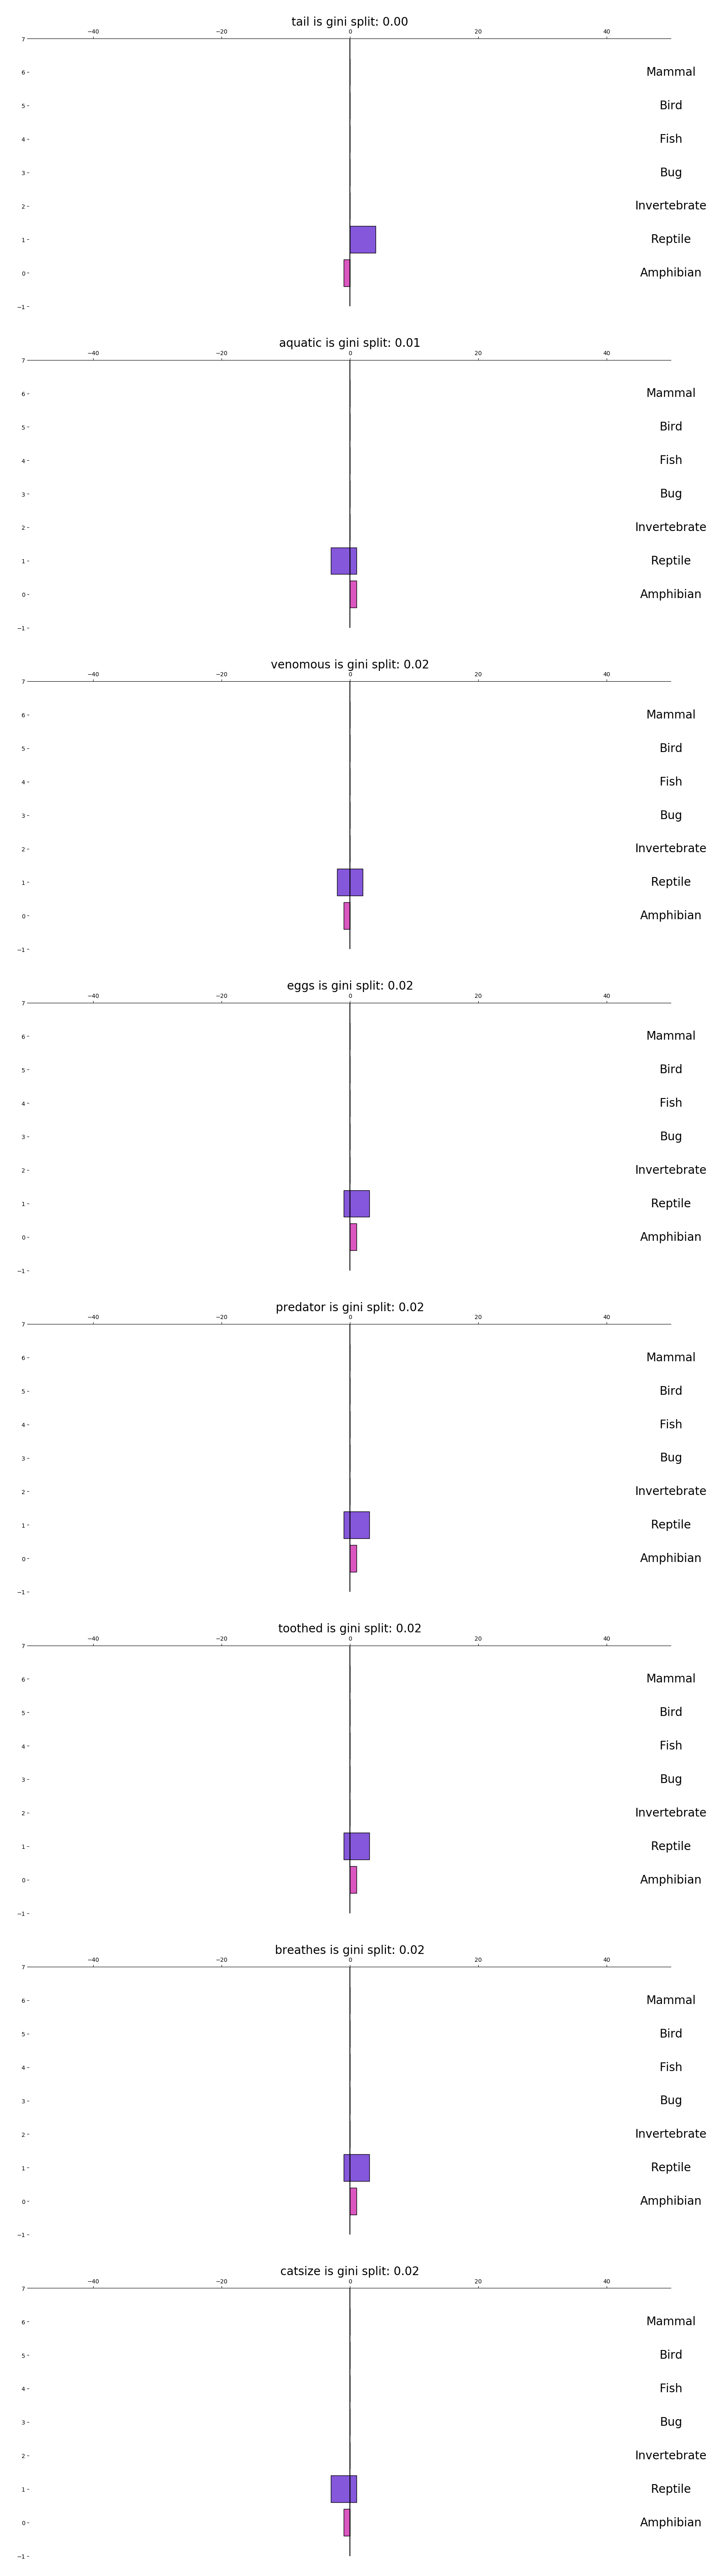 tail is gini split: 0.00
−40 −20 0 20 40
7
6 Mammal
5 Bird
4 Fish
3 Bug
2 Invertebrate
1 Reptile
0 Amphibian
−1
aquatic is gini split: 0.01
−40 −20 0 20 40
7
6 Mammal
5 Bird
4 Fish
3 Bug
2 Invertebrate
1 Reptile
0 Amphibian
−1
venomous is gini split: 0.02
−40 −20 0 20 40
7
6 Mammal
5 Bird
4 Fish
3 Bug
2 Invertebrate
1 Reptile
0 Amphibian
−1
eggs is gini split: 0.02
−40 −20 0 20 40
7
6 Mammal
5 Bird
4 Fish
3 Bug
2 Invertebrate
1 Reptile
0 Amphibian
−1
predator is gini split: 0.02
−40 −20 0 20 40
7
6 Mammal
5 Bird
4 Fish
3 Bug
2 Invertebrate
1 Reptile
0 Amphibian
−1
toothed is gini split: 0.02
−40 −20 0 20 40
7
6 Mammal
5 Bird
4 Fish
3 Bug
2 Invertebrate
1 Reptile
0 Amphibian
−1
breathes is gini split: 0.02
−40 −20 0 20 40
7
6 Mammal
5 Bird
4 Fish
3 Bug
2 Invertebrate
1 Reptile
0 Amphibian
−1
catsize is gini split: 0.02
−40 −20 0 20 40
7
6 Mammal
5 Bird
4 Fish
3 Bug
2 Invertebrate
1 Reptile
0 Amphibian
−1